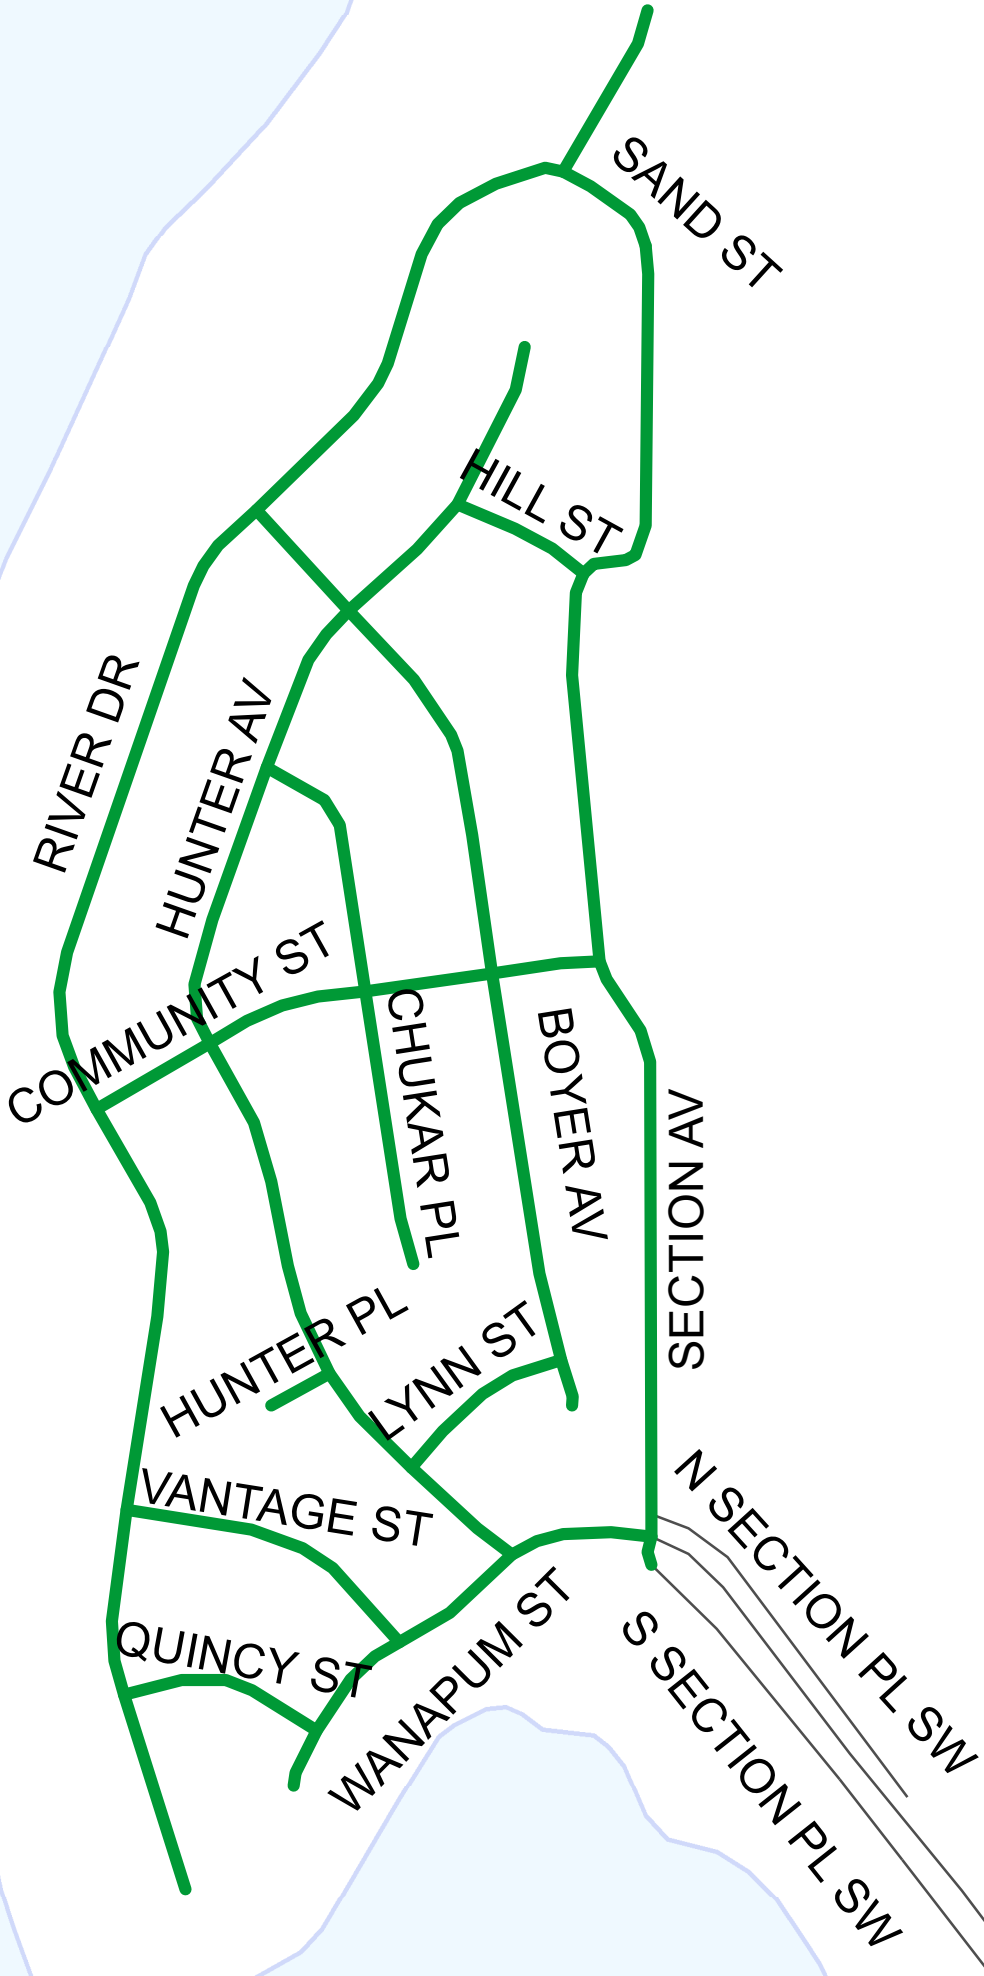 SAND ST
HILL ST
RIVER DR
HUNTER AV
COMMUNITY ST
CHUKAR PL
BOYER AV
SECTION AV
HUNTER PL
LYNN ST
VANTAGE ST
N SECTION PL SW
QUINCY ST
WANAPUM ST
S SECTION PL SW